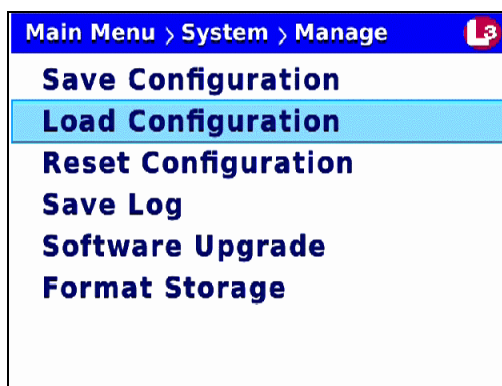 Main Menu > System > Manage L3
Save Configuration
Load Configuration
Reset Configuration
Save Log
Software Upgrade
Format Storage